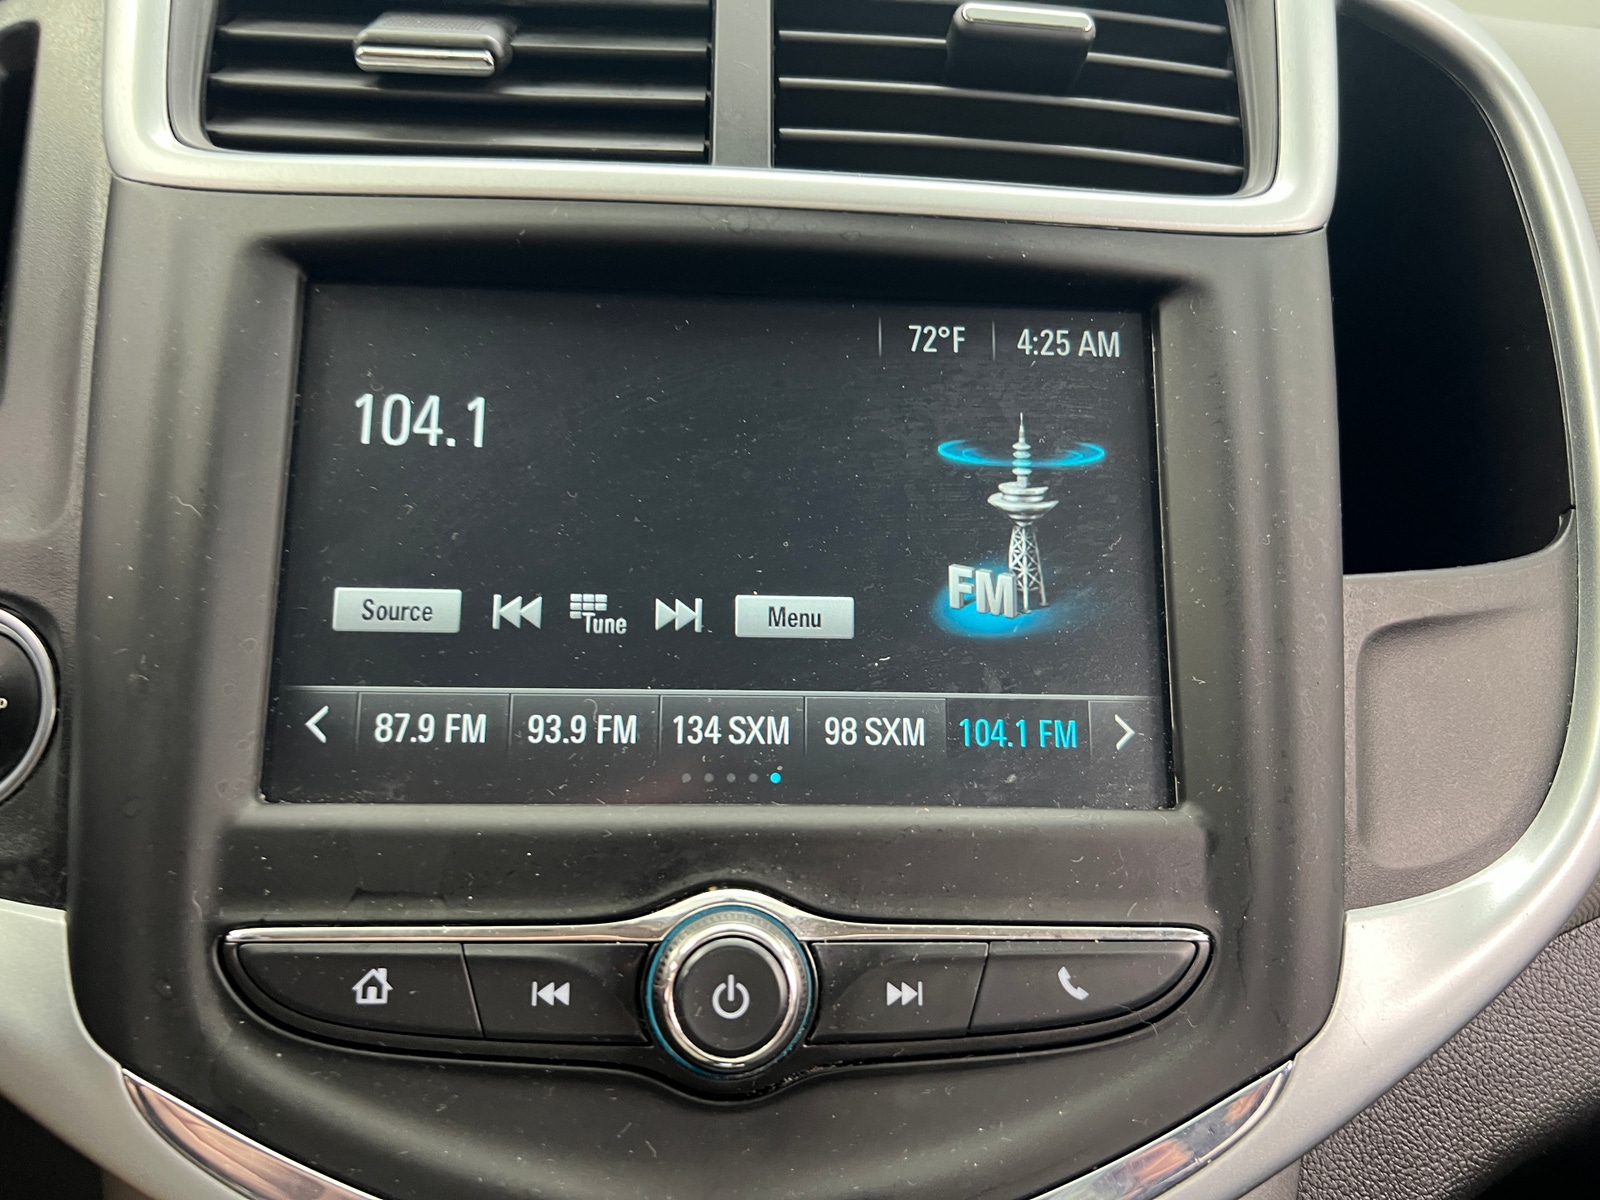 72°F 4:25 AM
104.1
FM
Source Tune Menu
87.9 FM 93.9 FM 134 SXM 98 SXM 104.1 FM